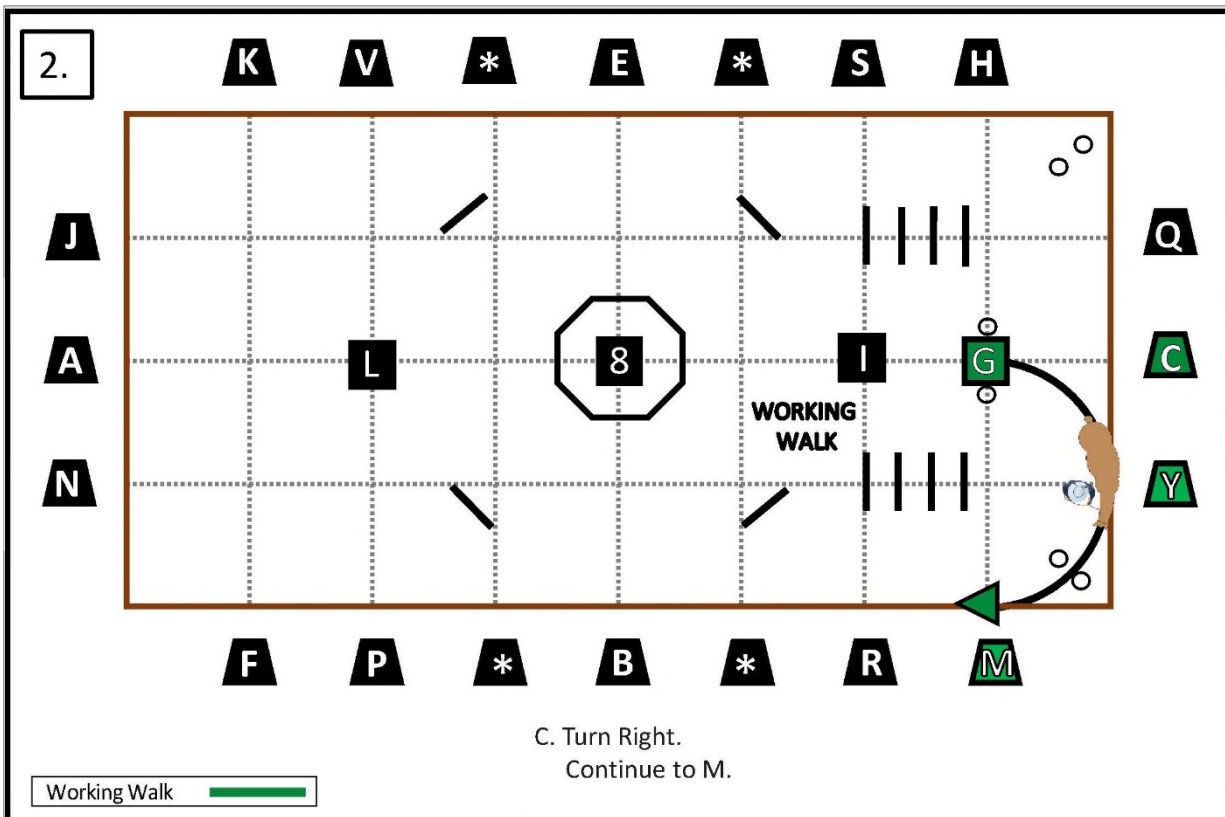 2.
K V * E * S H
J Q
A L 8 I G C
WORKING
WALK
N Y
F P * B * R M
C. Turn Right.
Continue to M.
Working Walk